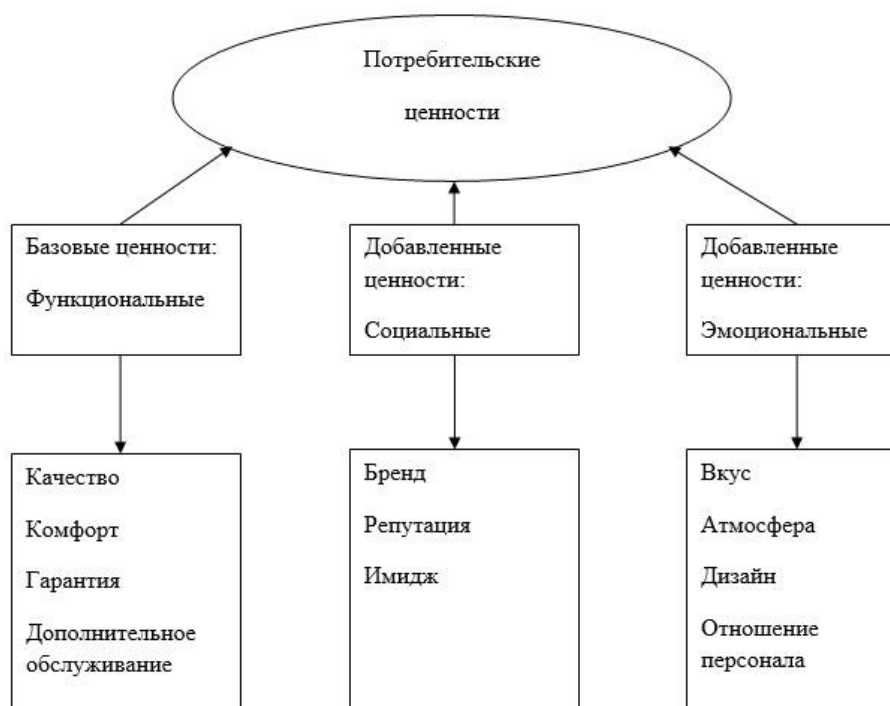 Потребительские
ценности
Базовые ценности:
Функциональные
Добавленные
ценности:
Социальные
Добавленные
ценности:
Эмоциональные
Качество
Комфорт
Гарантия
Дополнительное
обслуживание
Бренд
Репутация
Имидж
Вкус
Атмосфера
Дизайн
Отношение
персонала